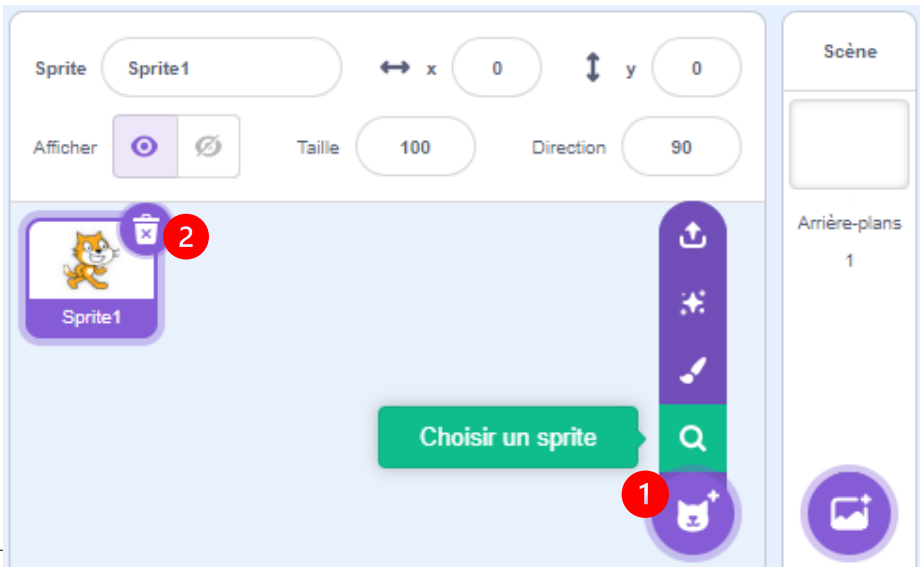 Sprite Sprite1 x 0 y 0
Afficher Taille 100 Direction 90
2
Sprite1
Choisir un sprite
1
Scène
Arrière-plans
1